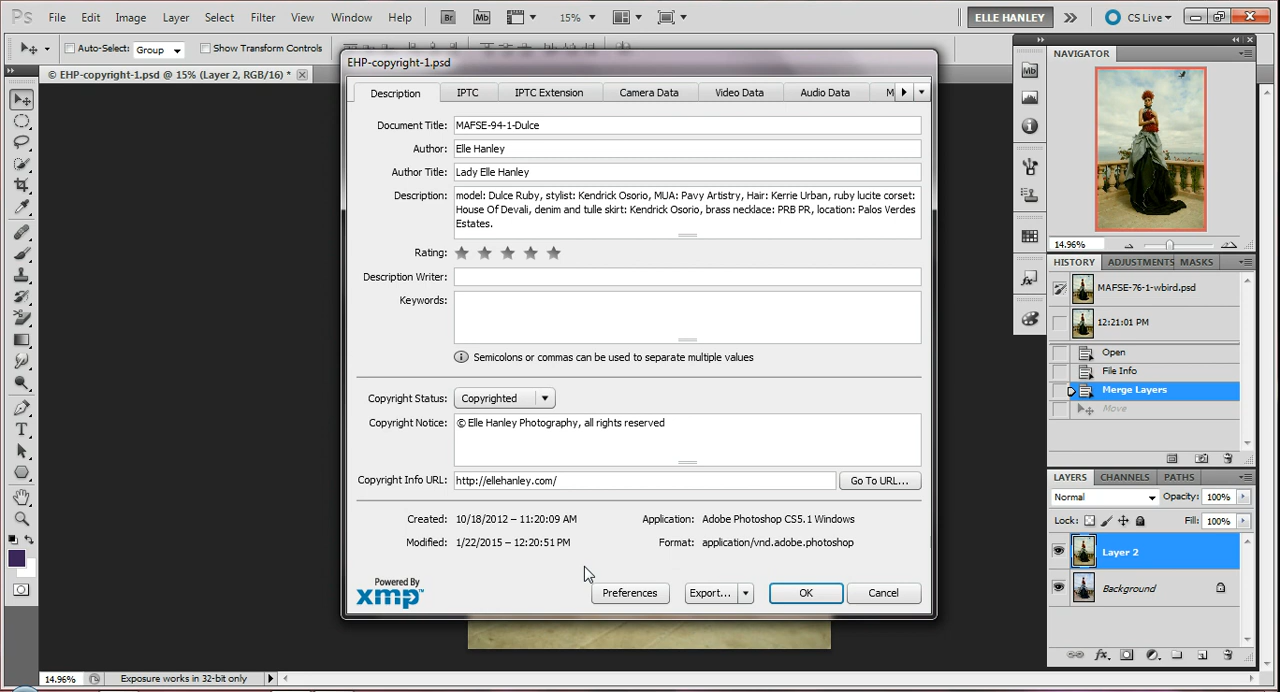 Ps File Edit Image Layer Select Filter View Window Help Br Mb 15% ELLE HANLEY CS Live
Auto-Select: Group Show Transform Controls
© EHP-copyright-1.psd @ 15% (Layer 2, RGB/16) *
EHP-copyright-1.psd
Description IPTC IPTC Extension Camera Data Video Data Audio Data M
Document Title: MAFSE-94-1-Dulce
Author: Elle Hanley
Author Title: Lady Elle Hanley
Description: model: Dulce Ruby, stylist: Kendrick Osorio, MUA: Pavy Artistry, Hair: Kerrie Urban, ruby lucite corset:
House Of Devali, denim and tulle skirt: Kendrick Osorio, brass necklace: PRB PR, location: Palos Verdes
Estates.
Rating:
Description Writer:
Keywords:
Semicolons or commas can be used to separate multiple values
Copyright Status: Copyrighted
Copyright Notice: © Elle Hanley Photography, all rights reserved
Copyright Info URL: http://ellehanley.com/ Go To URL...
Created: 10/18/2012 – 11:20:09 AM Application: Adobe Photoshop CS5.1 Windows
Modified: 1/22/2015 – 12:20:51 PM Format: application/vnd.adobe.photoshop
Powered By
xmp™ Preferences Export... OK Cancel
14.96% Exposure works in 32-bit only
NAVIGATOR
Mb
14.96%
HISTORY ADJUSTMENTS MASKS
MAFSE-76-1-wbird.psd
12:21:01 PM
Open
File Info
Merge Layers
Move
LAYERS CHANNELS PATHS
Normal Opacity: 100%
Lock: Fill: 100%
Layer 2
Background
fx